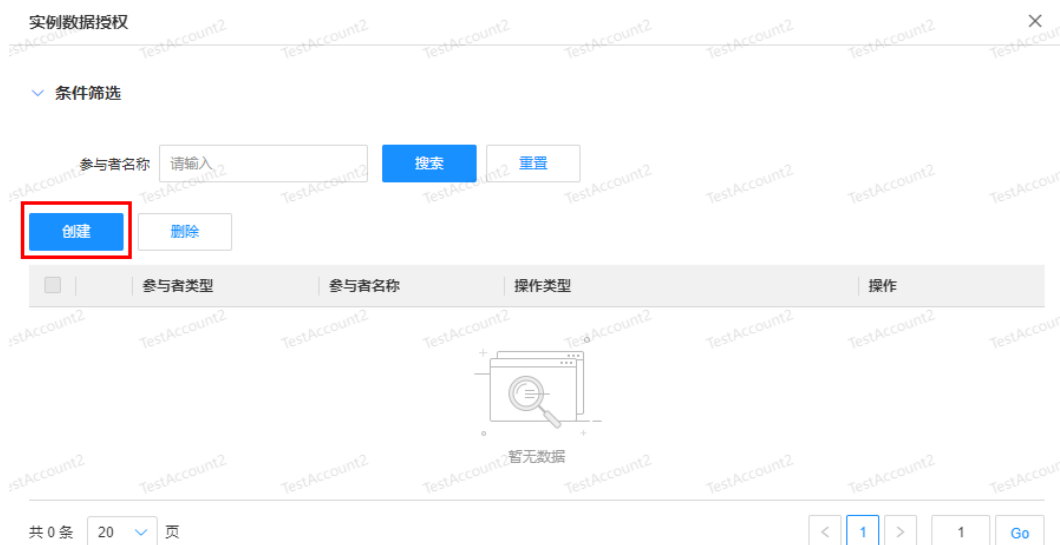 实例数据授权
条件筛选
参与者名称 请输入 搜索 重置
创建 删除
参与者类型 参与者名称 操作类型 操作
暂无数据
共 0 条 20 页 < 1 > 1 Go
TestAccount2